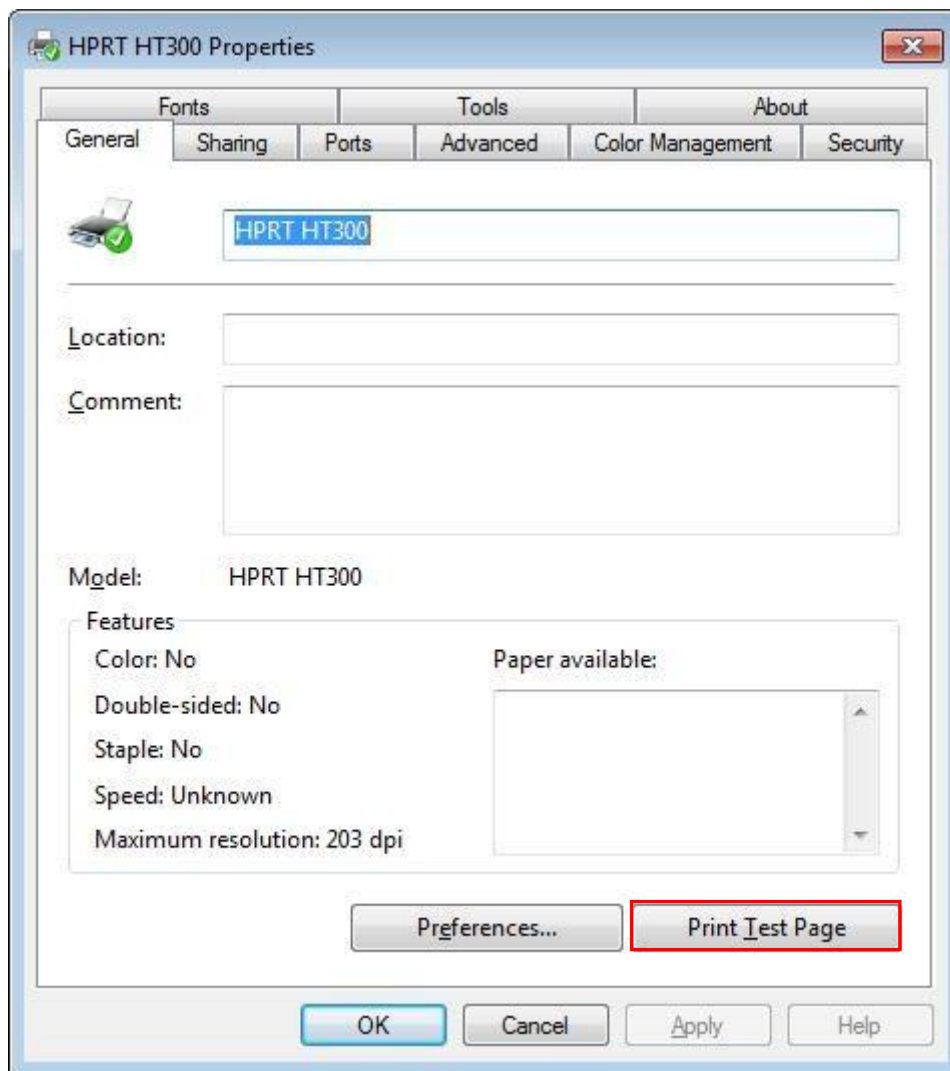 HPRT HT300 Properties
Fonts Tools About
General Sharing Ports Advanced Color Management Security
HPRT HT300
Location:
Comment:
Model: HPRT HT300
Features
Color: No Paper available:
Double-sided: No
Staple: No
Speed: Unknown
Maximum resolution: 203 dpi
Preferences... Print Test Page
OK Cancel Apply Help